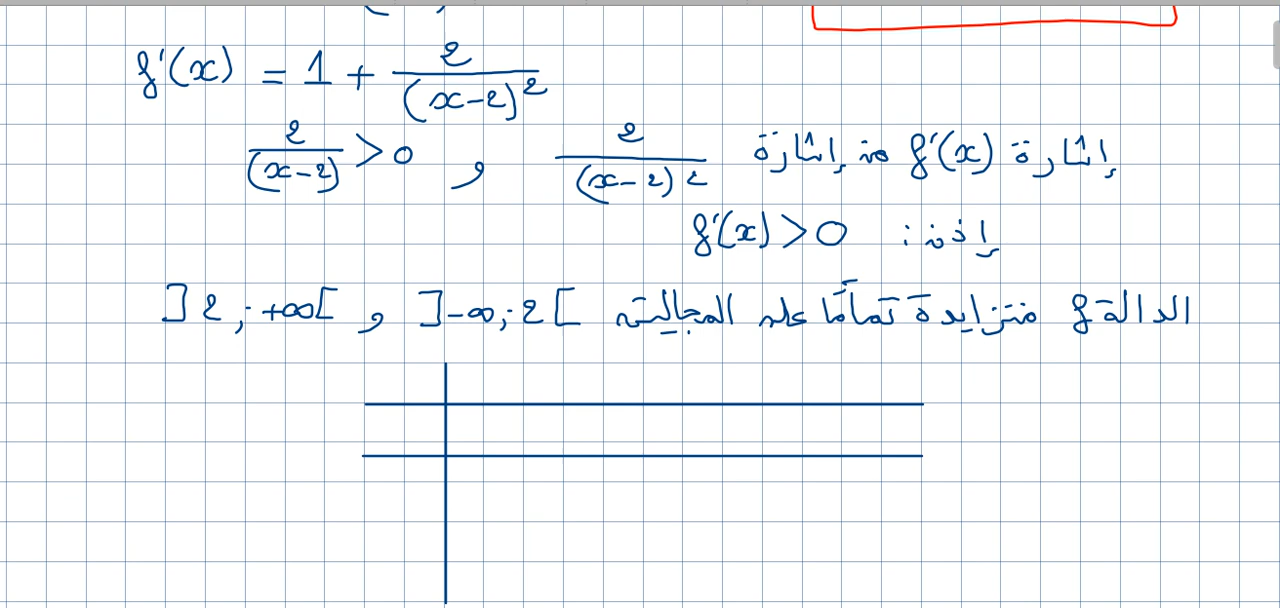 f'(x) = 1 + 2/(x-2)^2
إشارة f'(x) من إشارة 2/(x-2)^2 و 2/(x-2) > 0
إذن : f'(x) > 0
الدالة f متزايدة تمامًا على المجالين ]-∞; 2[ و ]2; +∞[